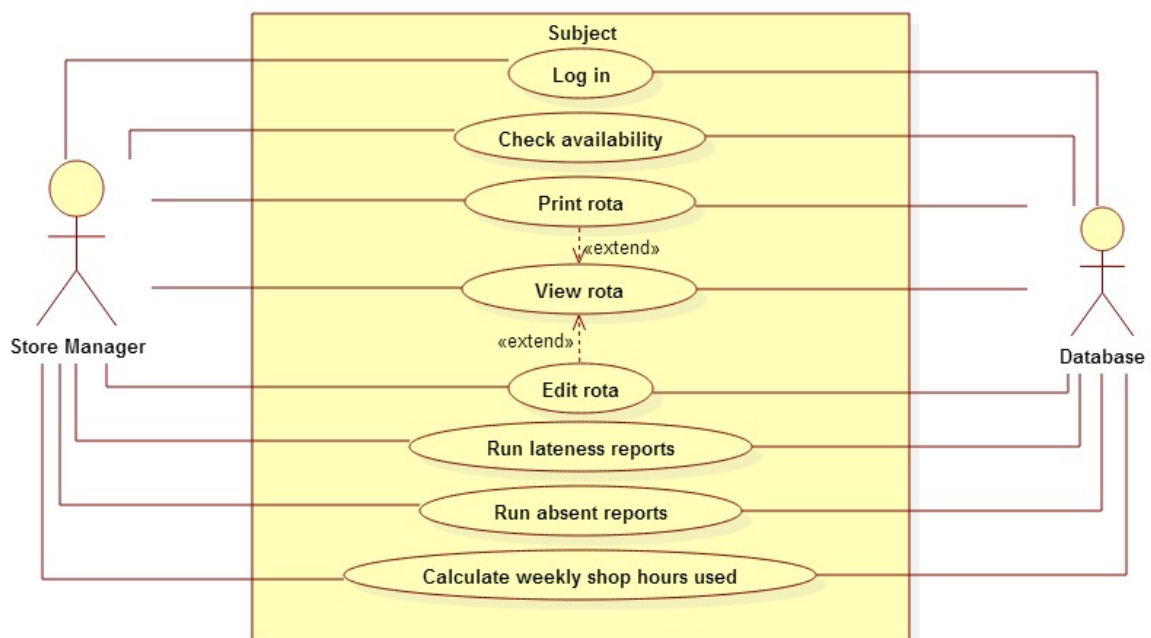 Subject
Log in
Check availability
Print rota
«extend»
View rota
«extend»
Store Manager
Database
Edit rota
Run lateness reports
Run absent reports
Calculate weekly shop hours used